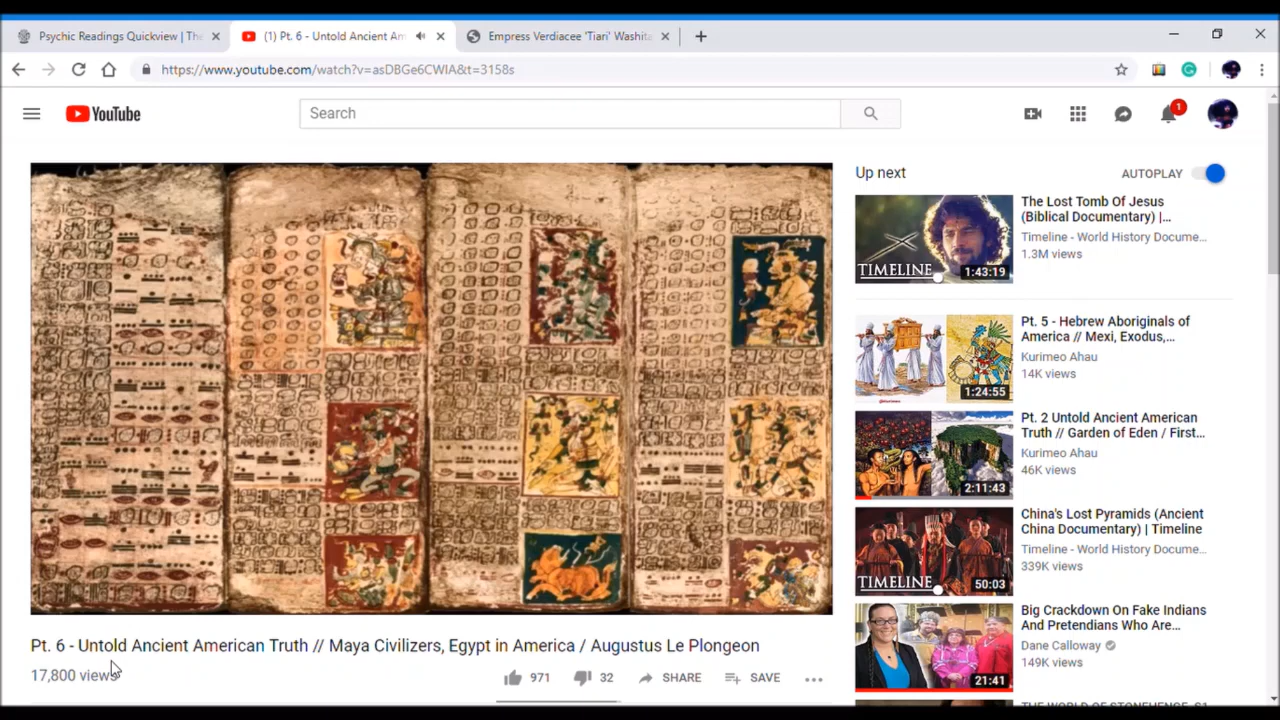 Psychic Readings Quickview | The
(1) Pt. 6 - Untold Ancient Am
Empress Verdiacee 'Tiari' Washita
https://www.youtube.com/watch?v=asDBGe6CWIA&t=3158s
YouTube
Search
1
Up next
AUTOPLAY
The Lost Tomb Of Jesus
(Biblical Documentary) |...
Timeline - World History Docume...
1.3M views
TIMELINE
1:43:19
Pt. 5 - Hebrew Aboriginals of
America // Mexi, Exodus,...
Kurimeo Ahau
14K views
1:24:55
Pt. 2 Untold Ancient American
Truth // Garden of Eden / First...
Kurimeo Ahau
46K views
2:11:43
China's Lost Pyramids (Ancient
China Documentary) | Timeline
Timeline - World History Docume...
339K views
TIMELINE
50:03
Big Crackdown On Fake Indians
And Pretendians Who Are...
Dane Calloway
149K views
21:41
Pt. 6 - Untold Ancient American Truth // Maya Civilizers, Egypt in America / Augustus Le Plongeon
17,800 views
971
32
SHARE
SAVE